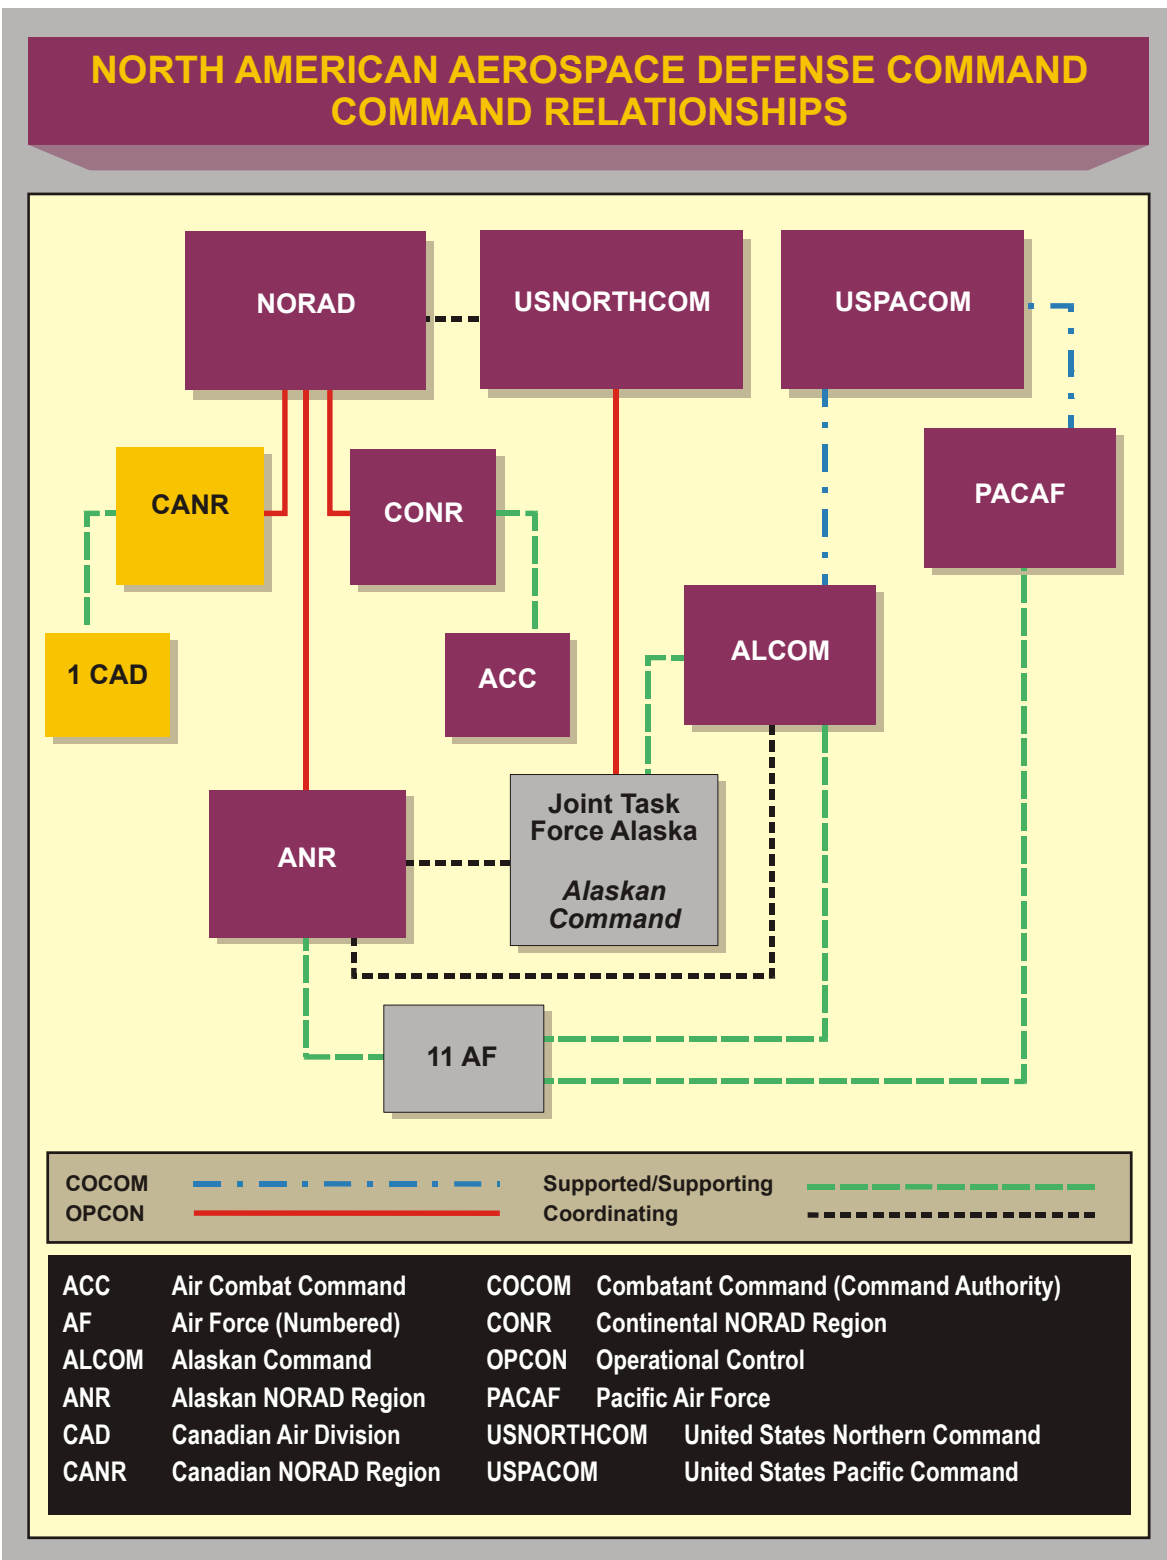 NORTH AMERICAN AEROSPACE DEFENSE COMMAND
COMMAND RELATIONSHIPS
NORAD
USNORTHCOM
USPACOM
CANR
CONR
PACAF
1 CAD
ACC
ALCOM
ANR
Joint Task
Force Alaska
Alaskan
Command
11 AF
COCOM
Supported/Supporting
OPCON
Coordinating
ACC Air Combat Command
AF Air Force (Numbered)
ALCOM Alaskan Command
ANR Alaskan NORAD Region
CAD Canadian Air Division
CANR Canadian NORAD Region
COCOM Combatant Command (Command Authority)
CONR Continental NORAD Region
OPCON Operational Control
PACAF Pacific Air Force
USNORTHCOM United States Northern Command
USPACOM United States Pacific Command